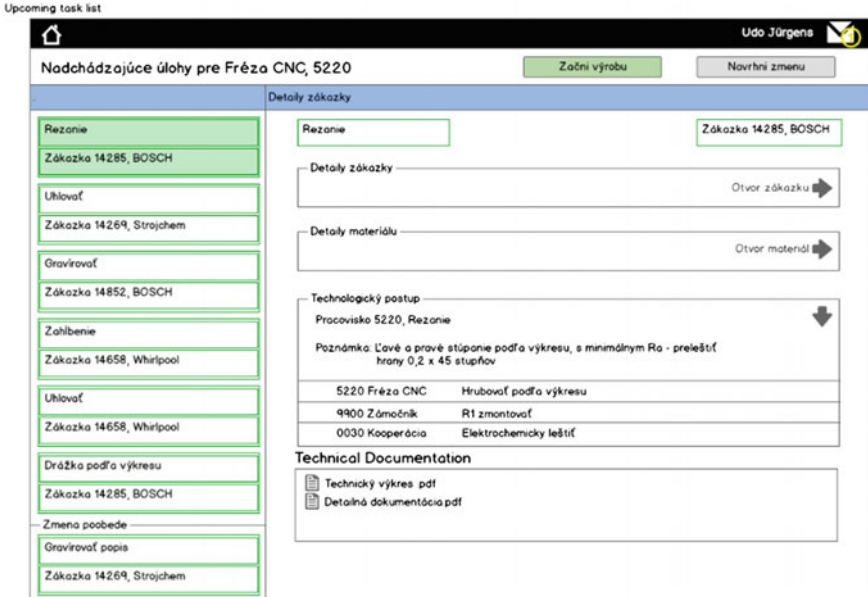 Upcoming task list
Udo Jürgens
Nadchádzajúce úlohy pre Fréza CNC, 5220
Začni výrobu
Navrhni zmenu
Detaily zákazky
Rezanie
Zákazka 14285, BOSCH
Uhlovať
Zákazka 14269, Strojchem
Gravírovať
Zákazka 14852, BOSCH
Zahĺbenie
Zákazka 14658, Whirlpool
Uhlovať
Zákazka 14658, Whirlpool
Drážka podľa výkresu
Zákazka 14285, BOSCH
Zmena poobede
Gravírovať popis
Zákazka 14269, Strojchem
Rezanie
Zákazka 14285, BOSCH
Detaily zákazky
Otvor zákazku
Detaily materiálu
Otvor materiál
Technologický postup
Pracovisko 5220, Rezanie
Poznámka: Ľavé a pravé stúpanie podľa výkresu, s minimálnym Ra - preleštiť
hrany 0,2 x 45 stupňov
5220 Fréza CNC Hrubovať podľa výkresu
9900 Zámočník R1 zmontovať
0030 Kooperácia Elektrochemicky leštiť
Technical Documentation
Technický výkres .pdf
Detailná dokumentácia pdf